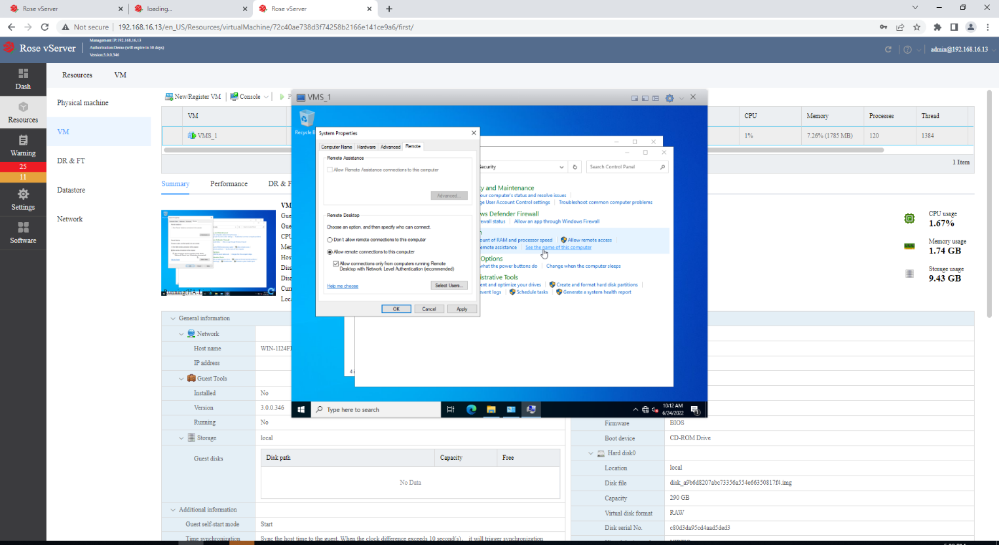 Rose vServer
loading...
Rose vServer
Not secure
192.168.16.13/en_US/Resources/virtualMachine/72c40ae738d3f74258b2166e141ce9a6/first/
Rose vServer
Management IP:192.168.16.13
Authorization:Demo (will expire in 30 days)
Version:3.0.0.346
admin@192.168.16.13
Dash
Resources
Warning
25
11
Settings
Software
Resources
VM
Physical machine
VM
DR & FT
Datastore
Network
New/Register VM
Console
VM
CPU
Memory
Processes
Thread
VMS_1
1%
7.26% (1785 MB)
120
1384
1 Item
Summary
Performance
DR & F
VM
Gue
Gue
CPU
Mem
Hos
Disa
Disa
Curr
Loca
Running(HA-L
CPU usage
1.67%
Memory usage
1.74 GB
Storage usage
9.43 GB
VMS_1
Recycle B
System Properties
Computer Name
Hardware
Advanced
Remote
Remote Assistance
Allow Remote Assistance connections to this computer
Advanced...
Remote Desktop
Choose an option, and then specify who can connect.
Don't allow remote connections to this computer
Allow remote connections to this computer
Allow connections only from computers running Remote
Desktop with Network Level Authentication (recommended)
Help me choose
Select Users...
OK
Cancel
Apply
ecurity
Search Control Panel
y and Maintenance
our computer's status and resolve issues
ge User Account Control settings
Troubleshoot common computer problems
ws Defender Firewall
ewall status
Allow an app through Windows Firewall
ount of RAM and processor speed
Allow remote access
emote assistance
See the name of this computer
Options
what the power buttons do
Change when the computer sleeps
istrative Tools
ent and optimize your drives
Create and format hard disk partitions
event logs
Schedule tasks
Generate a system health report
4 i
Type here to search
10:12 AM
6/24/2022
1
General information
Network
Host name
WIN-1I24FI
IP address
Guest Tools
Installed
No
Version
3.0.0.346
Running
No
Storage
local
Guest disks
Disk path
Capacity
Free
No Data
Additional information
Guest self-start mode
Start
Time synchronization
Sync the host time to the guest. When the clock difference exceeds 10 second(s), it will trigger synchronization
Firmware
BIOS
Boot device
CD-ROM Drive
Hard disk0
Location
local
Disk file
disk_a9b6d8207abc73356a554e66350817f4.img
Capacity
290 GB
Virtual disk format
RAW
Disk serial No.
c80d3da95cd4aad5ded3